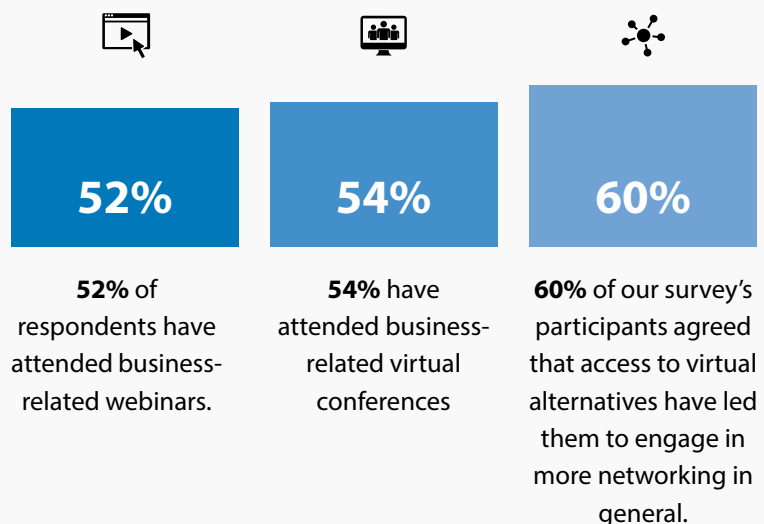 52%
52% of
respondents have
attended business-
related webinars.
54%
54% have
attended business-
related virtual
conferences
60%
60% of our survey's
participants agreed
that access to virtual
alternatives have led
them to engage in
more networking in
general.